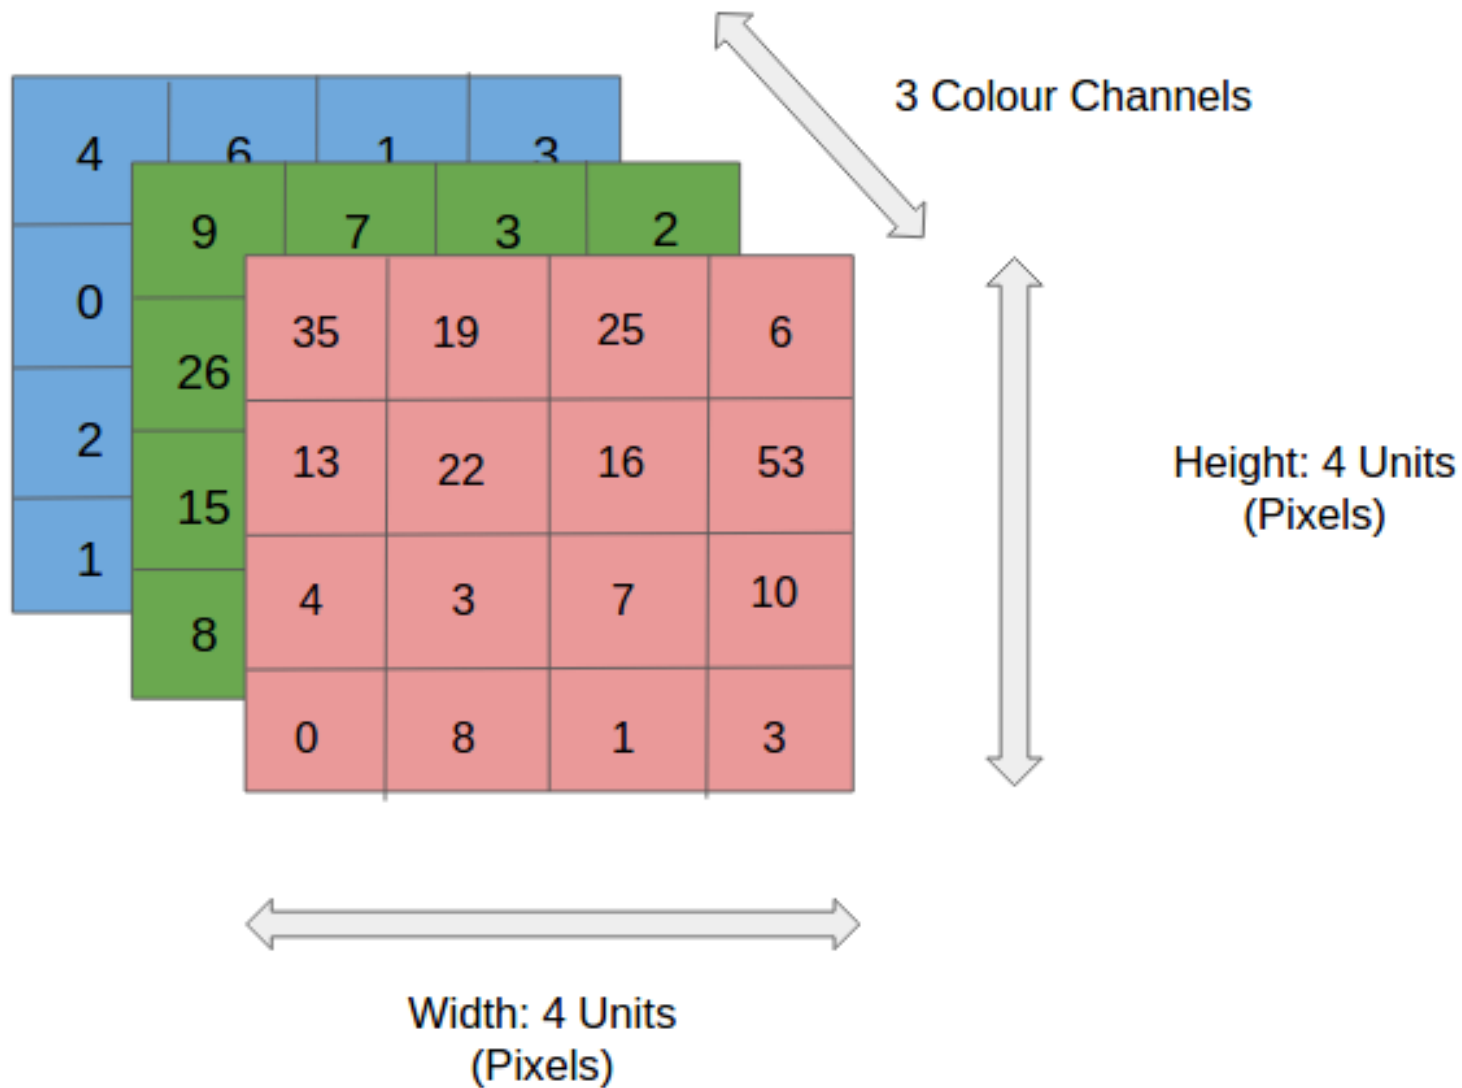 3 Colour Channels
4 6 1 3
0
2
1
9 7 3 2
26
15
8
35 19 25 6
13 22 16 53
4 3 7 10
0 8 1 3
Height: 4 Units
(Pixels)
Width: 4 Units
(Pixels)